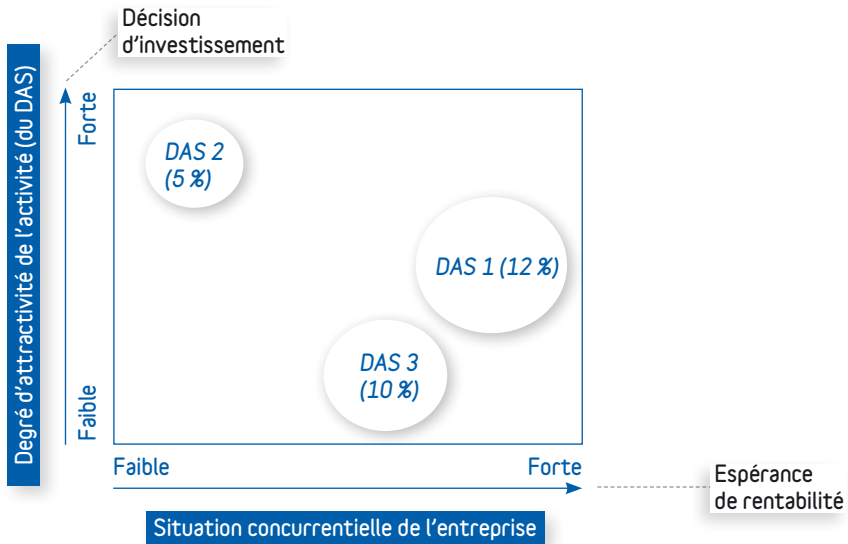 Décision
d'investissement
Degré d'attractivité de l'activité (du DAS)
Forte
Faible
DAS 2
(5 %)
DAS 1 (12 %)
DAS 3
(10 %)
Faible
Forte
Espérance
de rentabilité
Situation concurrentielle de l'entreprise